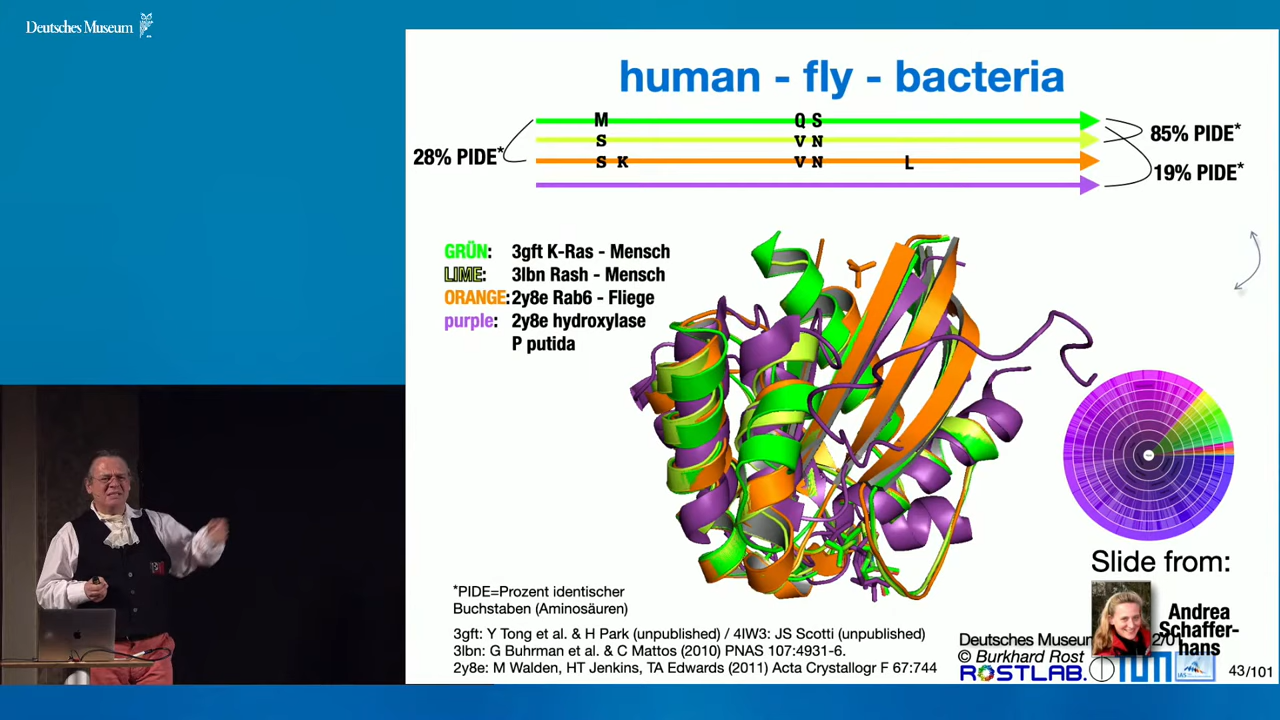 Deutsches Museum
human - fly - bacteria
M Q S
S V N
S K V N L
28% PIDE*
85% PIDE*
19% PIDE*
GRÜN: 3gft K-Ras - Mensch
LIME: 3lbn Rash - Mensch
ORANGE: 2y8e Rab6 - Fliege
purple: 2y8e hydroxylase
P putida
*PIDE=Prozent identischer
Buchstaben (Aminosäuren)
3gft: Y Tong et al. & H Park (unpublished) / 4IW3: JS Scotti (unpublished)
3lbn: G Buhrman et al. & C Mattos (2010) PNAS 107:4931-6.
2y8e: M Walden, HT Jenkins, TA Edwards (2011) Acta Crystallogr F 67:744
Slide from:
Andrea
Schaffer-
hans
Deutsches Museum
© Burkhard Rost
ROSTLAB.
TUM
IAS
43/101